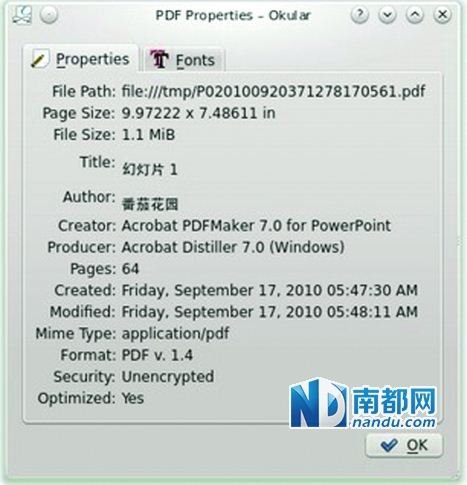 PDF Properties – Okular
Properties
Fonts
File Path: file:///tmp/P020100920371278170561.pdf
Page Size: 9.97222 x 7.48611 in
File Size: 1.1 MiB
Title: 幻灯片 1
Author: 番茄花园
Creator: Acrobat PDFMaker 7.0 for PowerPoint
Producer: Acrobat Distiller 7.0 (Windows)
Pages: 64
Created: Friday, September 17, 2010 05:47:30 AM
Modified: Friday, September 17, 2010 05:48:11 AM
Mime Type: application/pdf
Format: PDF v. 1.4
Security: Unencrypted
Optimized: Yes
ND 南都网
nandu.com
OK